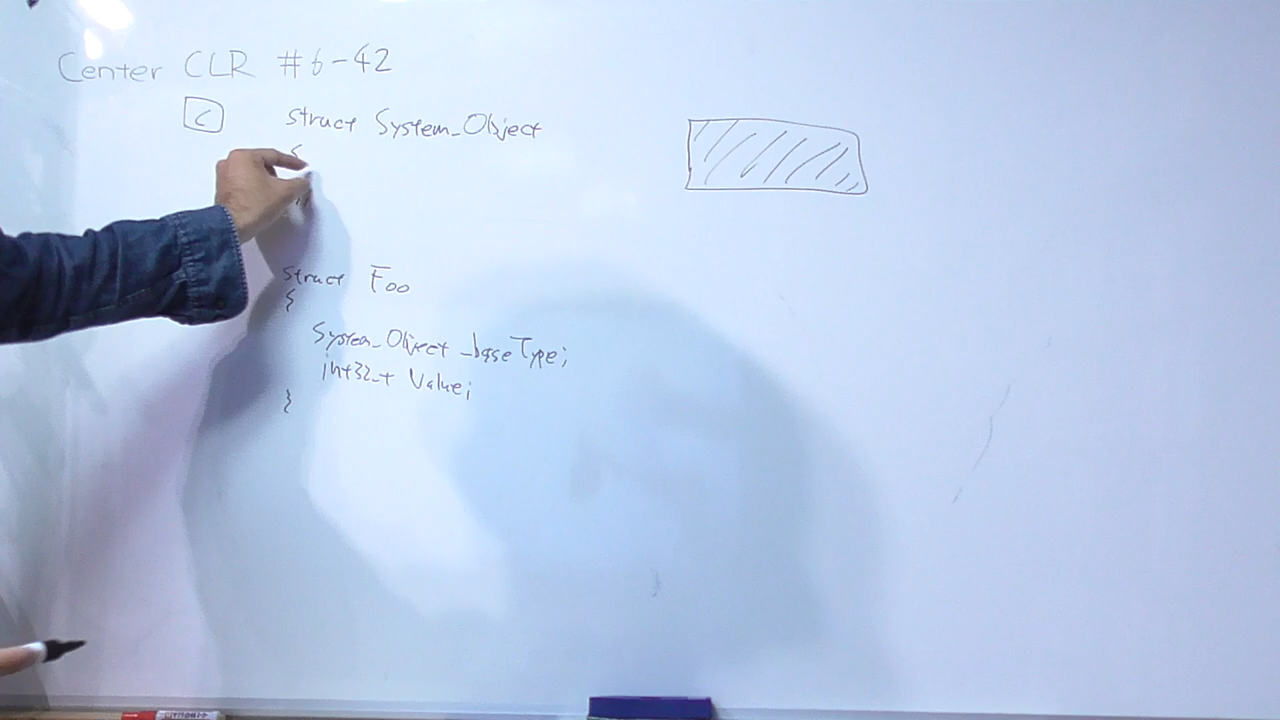 Center CLR #6-42
C struct System_Object
{
struct Foo
{
System_Object _baseType;
int32_t Value;
}